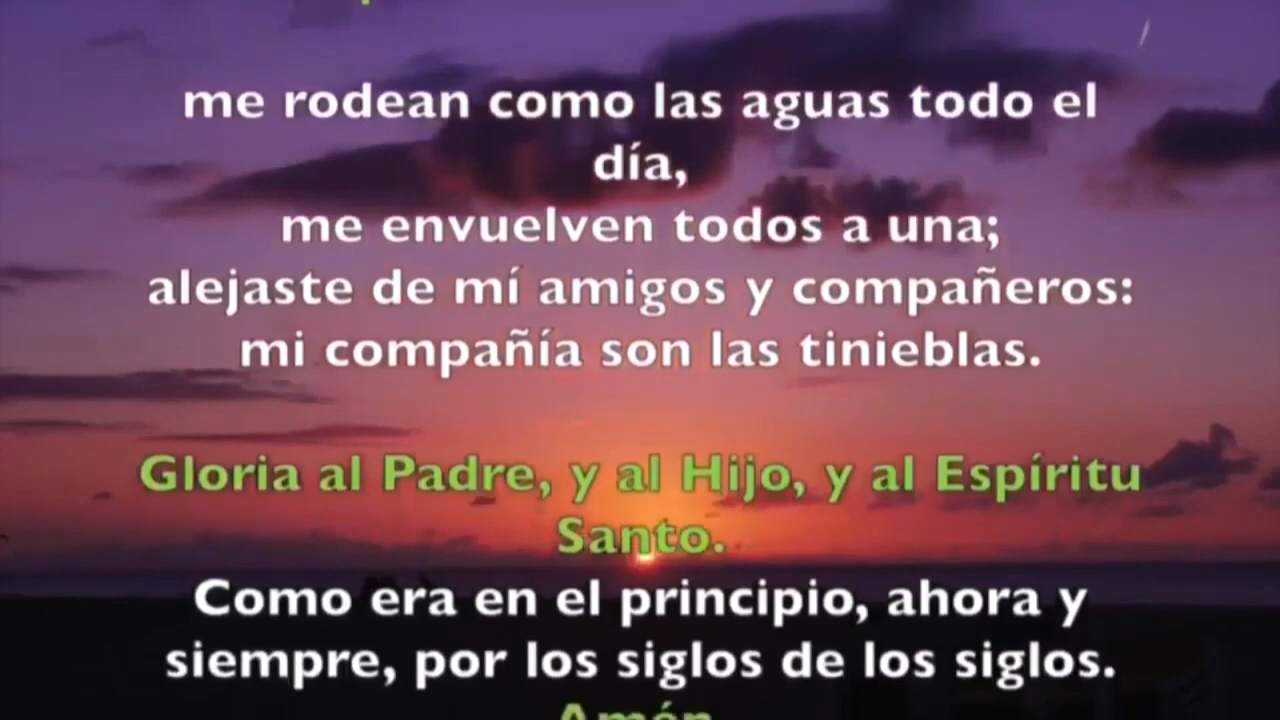 me rodean como las aguas todo el
día,
me envuelven todos a una;
alejaste de mí amigos y compañeros:
mi compañía son las tinieblas.
Gloria al Padre, y al Hijo, y al Espíritu
Santo.
Como era en el principio, ahora y
siempre, por los siglos de los siglos.
Amén